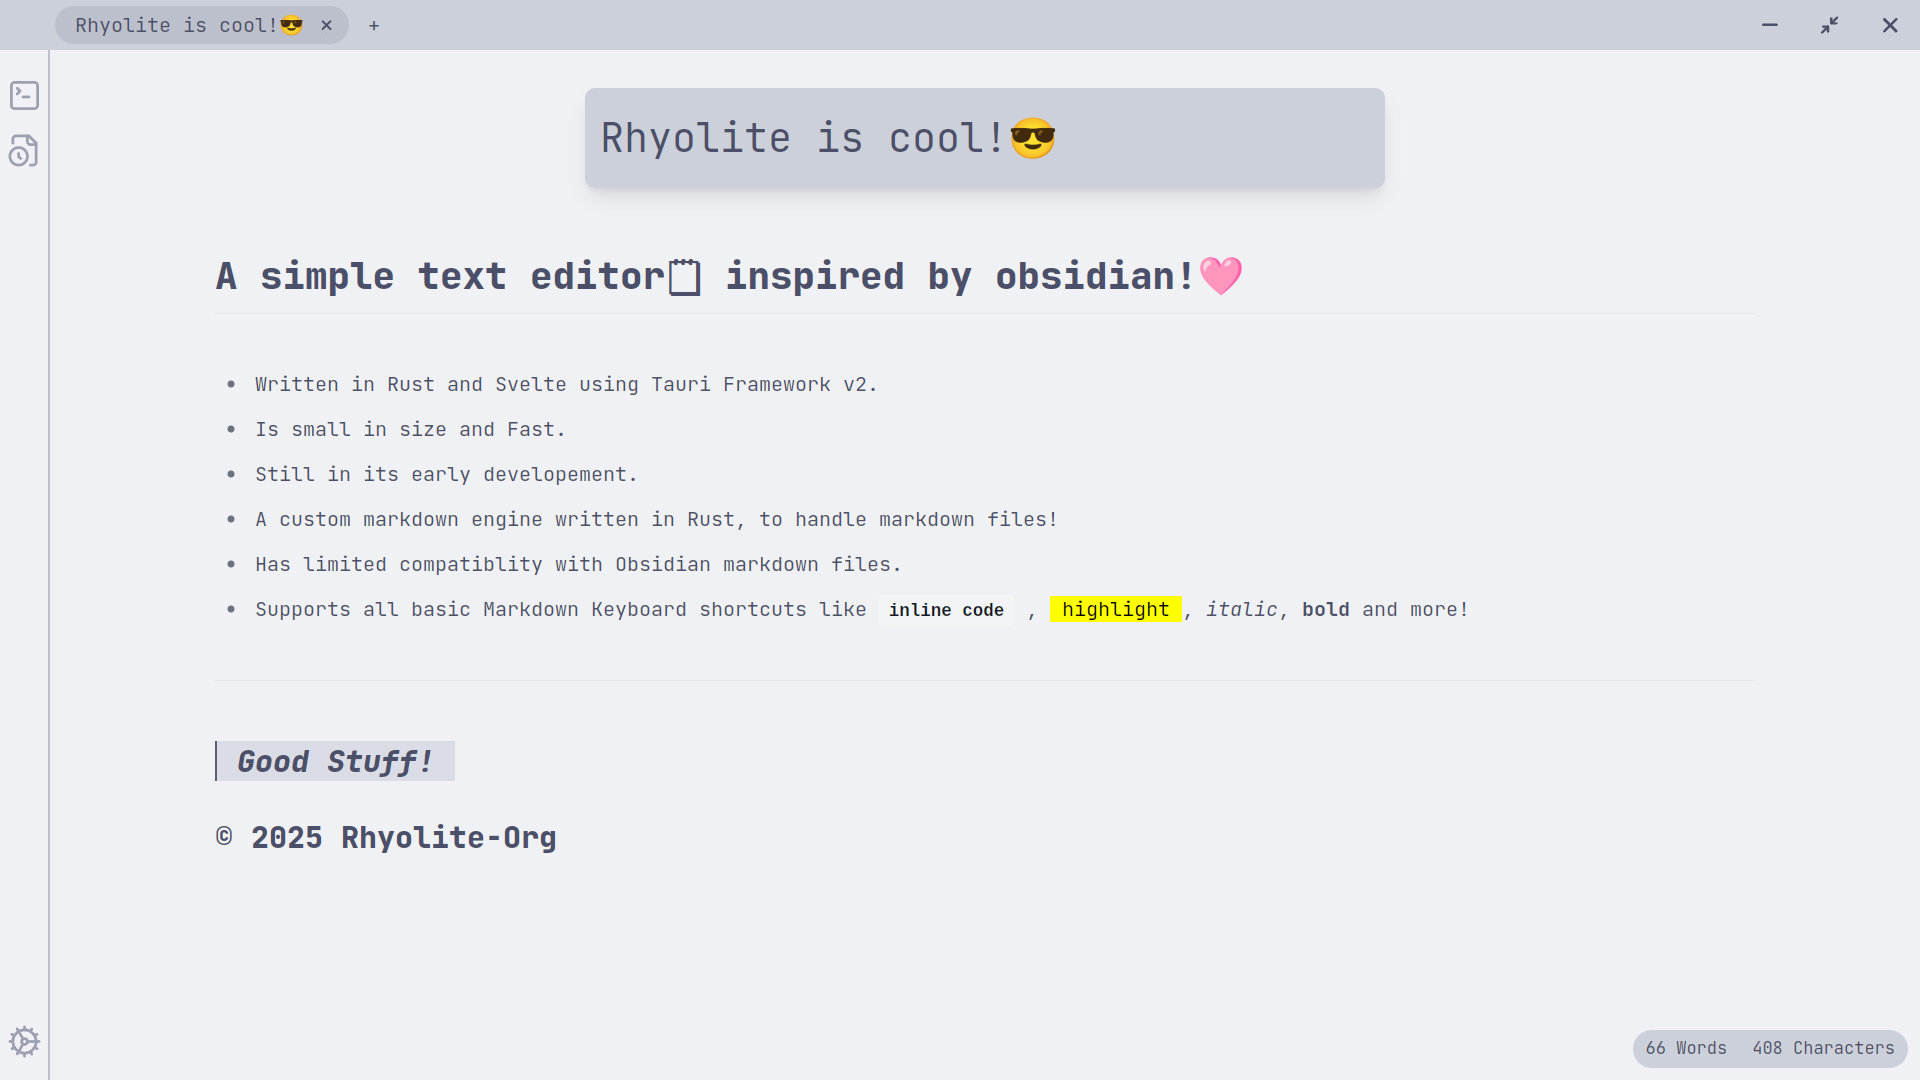 Rhyolite is cool!😎
Rhyolite is cool!😎
A simple text editor🗒 inspired by obsidian!🩷
Written in Rust and Svelte using Tauri Framework v2.
Is small in size and Fast.
Still in its early developement.
A custom markdown engine written in Rust, to handle markdown files!
Has limited compatiblity with Obsidian markdown files.
Supports all basic Markdown Keyboard shortcuts like inline code , highlight , italic, bold and more!
Good Stuff!
© 2025 Rhyolite-Org
66 Words 408 Characters